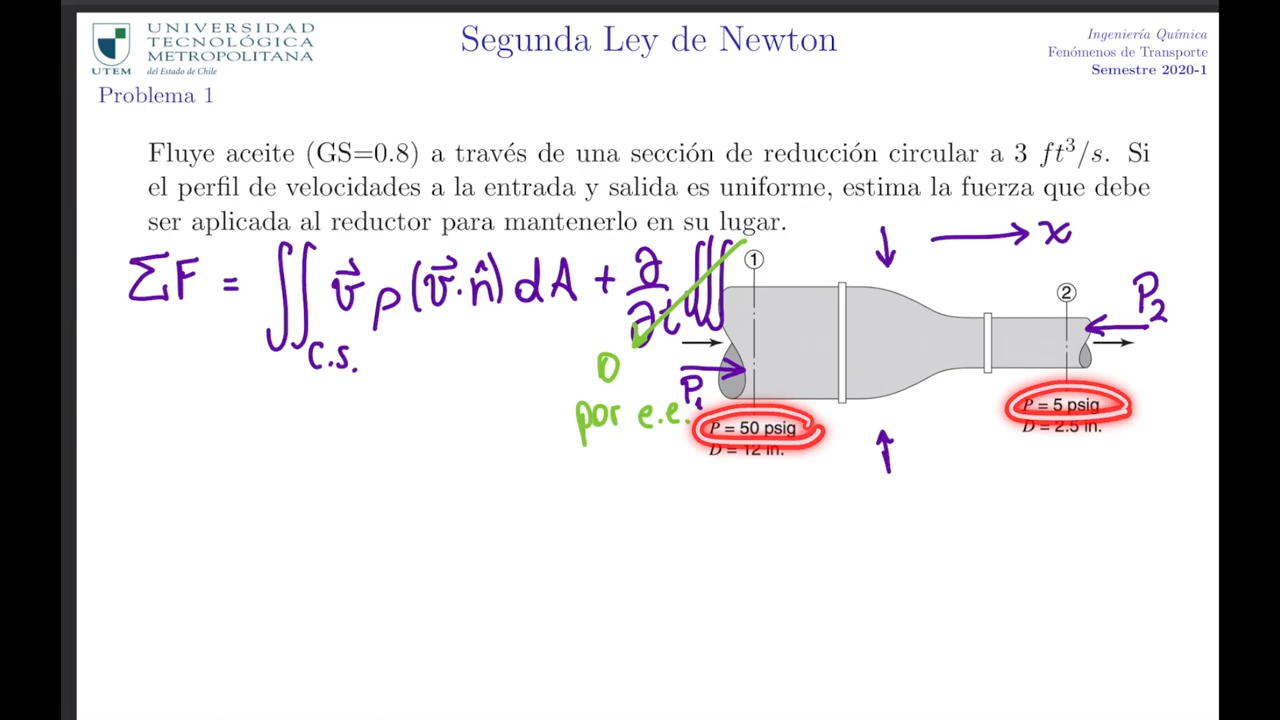 UNIVERSIDAD
TECNOLÓGICA
METROPOLITANA
UTEM
del Estado de Chile
Segunda Ley de Newton
Ingeniería Química
Fenómenos de Transporte
Semestre 2020-1
Problema 1
Fluye aceite (GS=0.8) a través de una sección de reducción circular a 3 ft³/s. Si
el perfil de velocidades a la entrada y salida es uniforme, estima la fuerza que debe
ser aplicada al reductor para mantenerlo en su lugar.
ΣF = ∬ v⃗ ρ (v⃗·n̂) dA + ∂/∂t ∭
C.S.
0
por e.e.
x
1
2
P₁
P₂
P = 50 psig
D = 12 in.
P = 5 psig
D = 2.5 in.